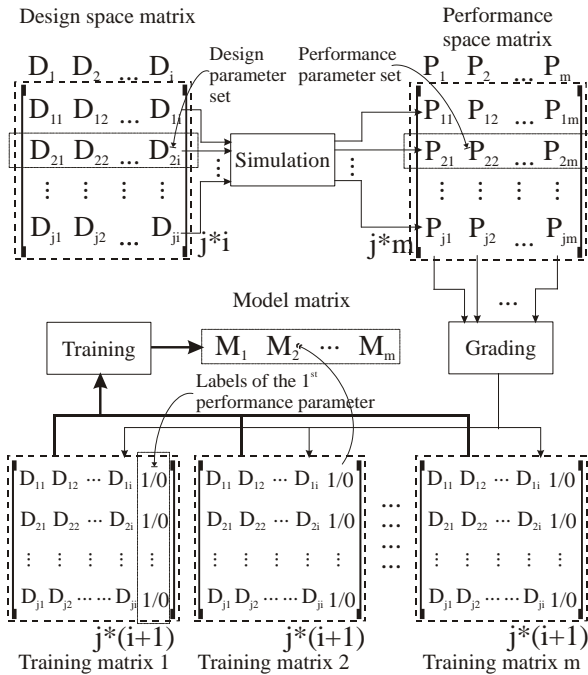 Design space matrix
D1 D2 ... Di
D11 D12 ... D1i
D21 D22 ... D2i
⋮ ⋮ ⋮ ⋮
Dj1 Dj2 ... Dji
j*i
Design
parameter
set
Simulation
⋮
⋮
Performance
parameter set
Performance
space matrix
P1 P2 ... Pm
P11 P12 ... P1m
P21 P22 ... P2m
⋮ ⋮ ⋮ ⋮
Pj1 Pj2 ... Pjm
j*m
...
Grading
Model matrix
Training
M1 M2 ... Mm
Labels of the 1st
performance parameter
D11 D12 ... D1i 1/0
D21 D22 ... D2i 1/0
⋮ ⋮ ⋮ ⋮ ⋮
Dj1 Dj2 ...... Dji 1/0
j*(i+1)
Training matrix 1
D11 D12 ... D1i 1/0
D21 D22 ... D2i 1/0
⋮ ⋮ ⋮ ⋮ ⋮
Dj1 Dj2 ...... Dji 1/0
j*(i+1)
Training matrix 2
...
...
...
...
D11 D12 ... D1i 1/0
D21 D22 ... D2i 1/0
⋮ ⋮ ⋮ ⋮ ⋮
Dj1 Dj2 ...... Dji 1/0
j*(i+1)
Training matrix m